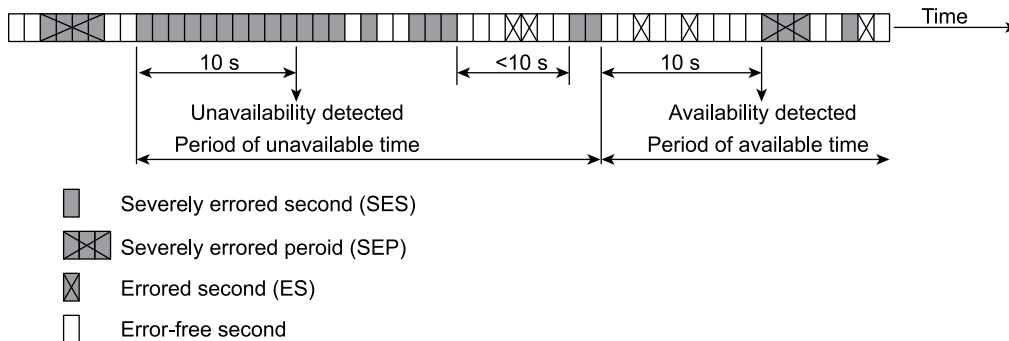 Time
10 s
<10 s
10 s
Unavailability detected
Availability detected
Period of unavailable time
Period of available time
Severely errored second (SES)
Severely errored peroid (SEP)
Errored second (ES)
Error-free second